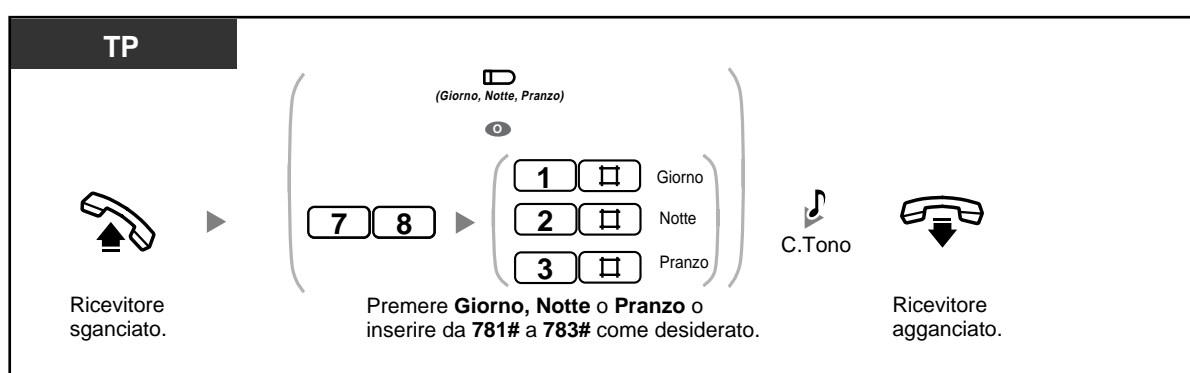 TP
(Giorno, Notte, Pranzo)
O
1 # Giorno
7 8 2 # Notte
3 # Pranzo
C.Tono
Ricevitore
sganciato.
Premere Giorno, Notte o Pranzo o
inserire da 781# a 783# come desiderato.
Ricevitore
agganciato.